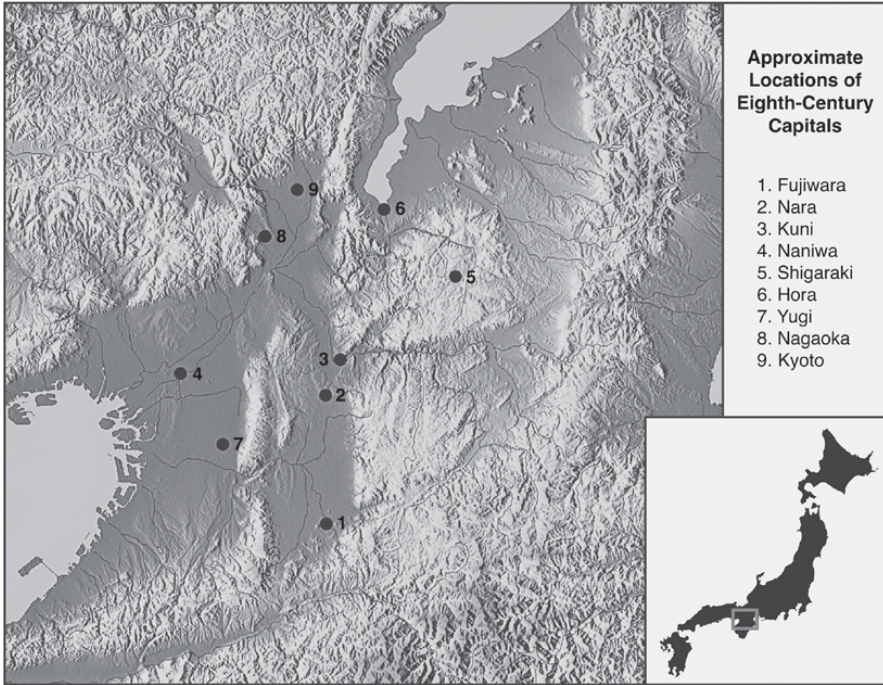 Approximate
Locations of
Eighth-Century
Capitals
1. Fujiwara
2. Nara
3. Kuni
4. Naniwa
5. Shigaraki
6. Hora
7. Yugi
8. Nagaoka
9. Kyoto
9
6
8
5
3
4
2
7
1